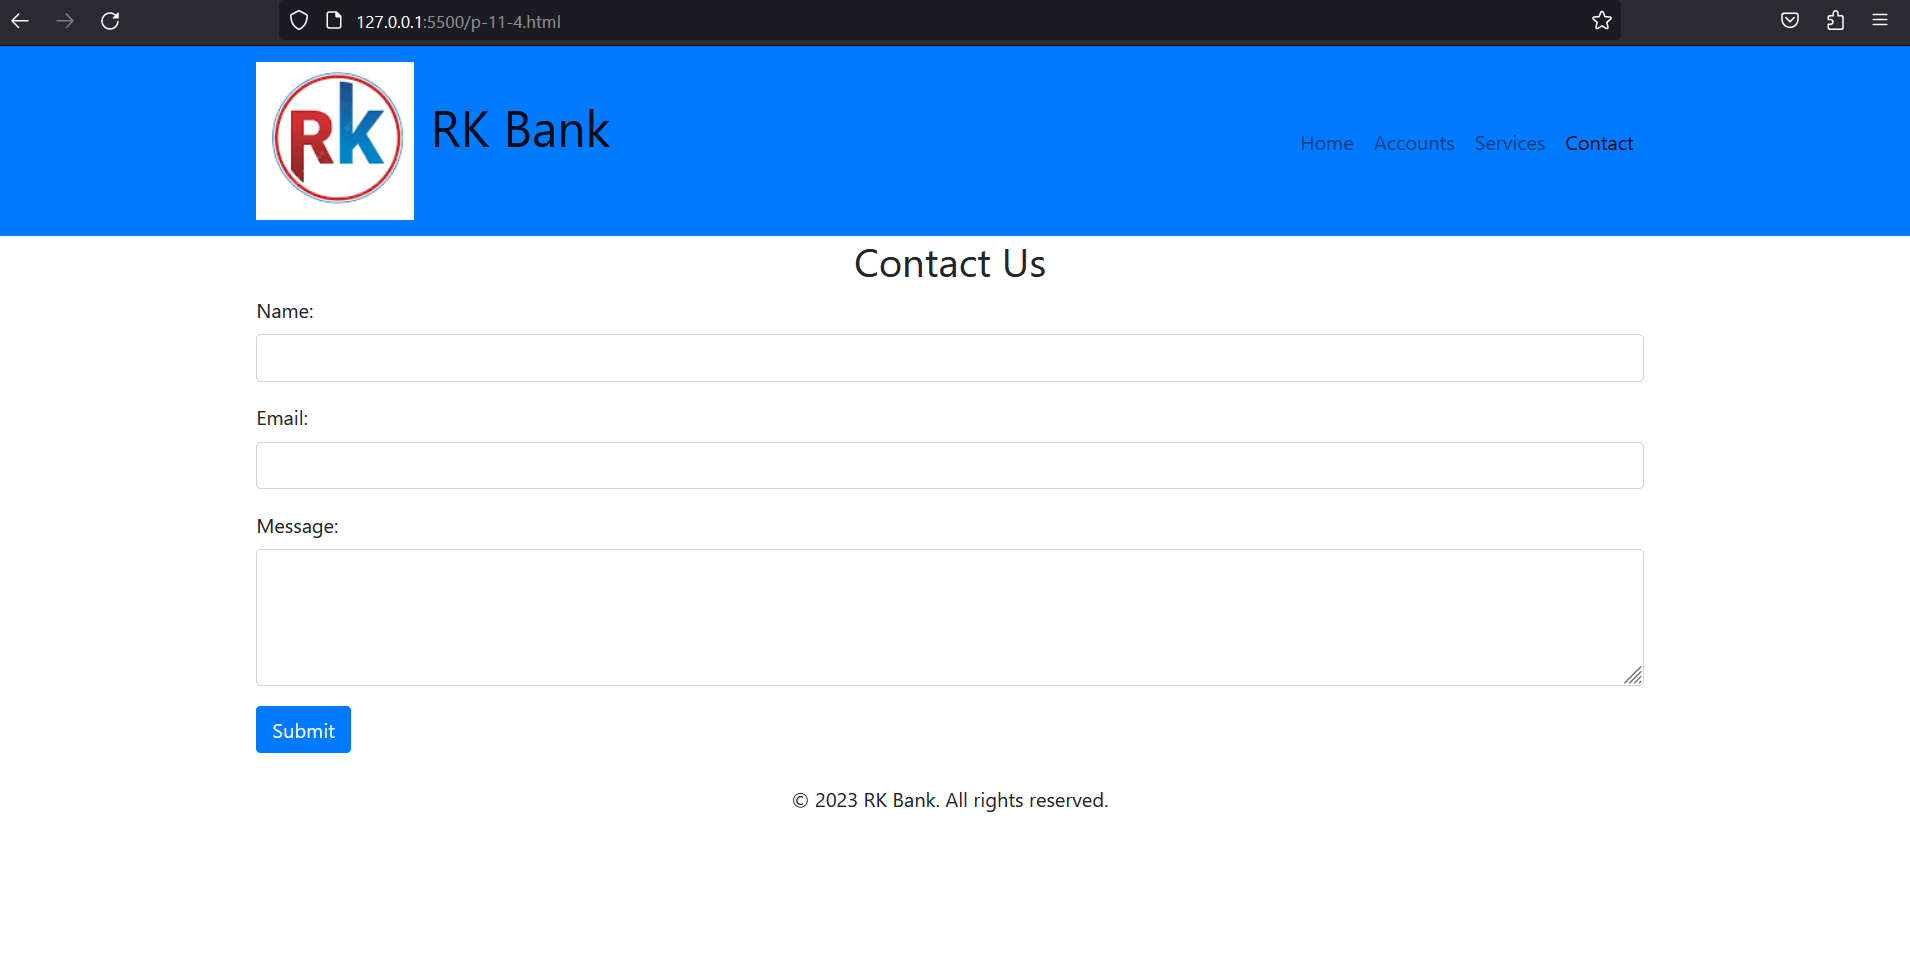 127.0.0.1:5500/p-11-4.html
Rk
RK Bank
Home Accounts Services Contact
Contact Us
Name:
Email:
Message:
Submit
© 2023 RK Bank. All rights reserved.